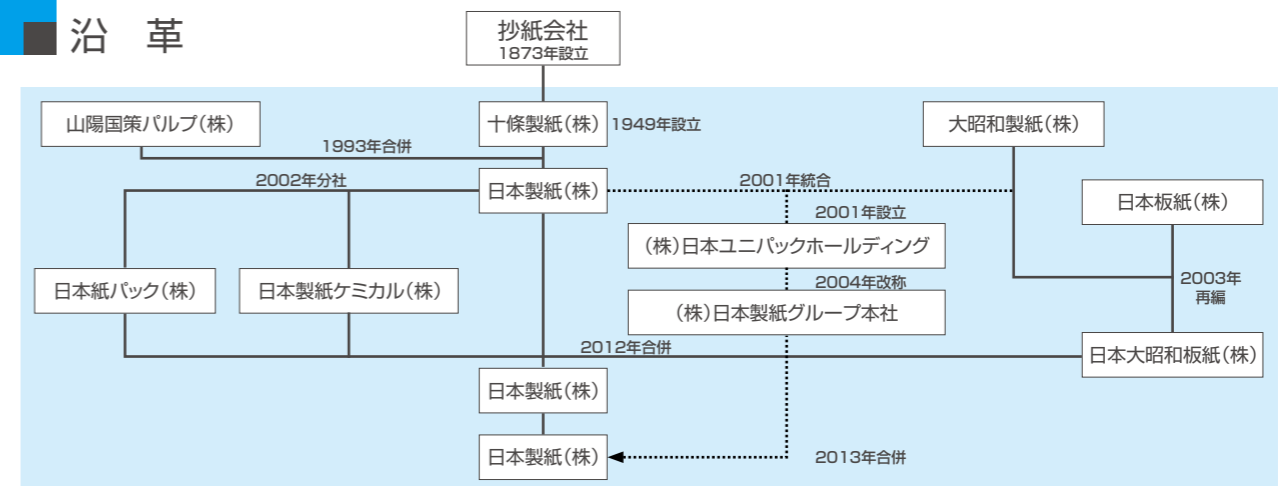 沿 革
抄紙会社
1873年設立
山陽国策パルプ(株)
十條製紙(株)
1949年設立
大昭和製紙(株)
1993年合併
2002年分社
日本製紙(株)
2001年統合
日本板紙(株)
2001年設立
(株)日本ユニパックホールディング
日本紙パック(株)
日本製紙ケミカル(株)
2004年改称
2003年
再編
(株)日本製紙グループ本社
2012年合併
日本大昭和板紙(株)
日本製紙(株)
日本製紙(株)
2013年合併